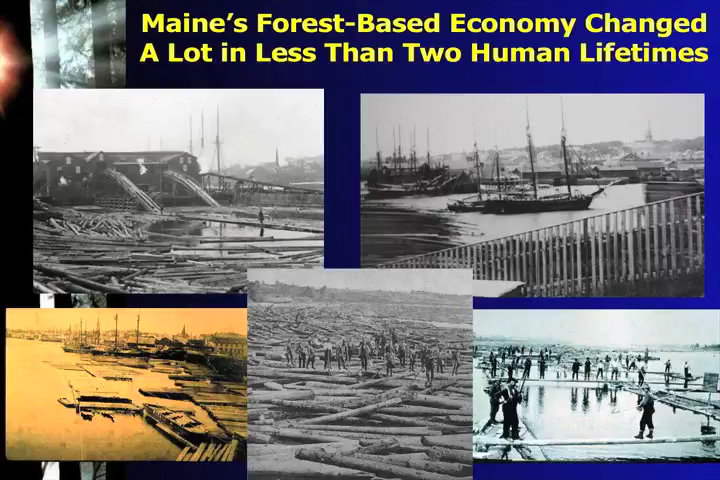 Maine’s Forest-Based Economy Changed
A Lot in Less Than Two Human Lifetimes